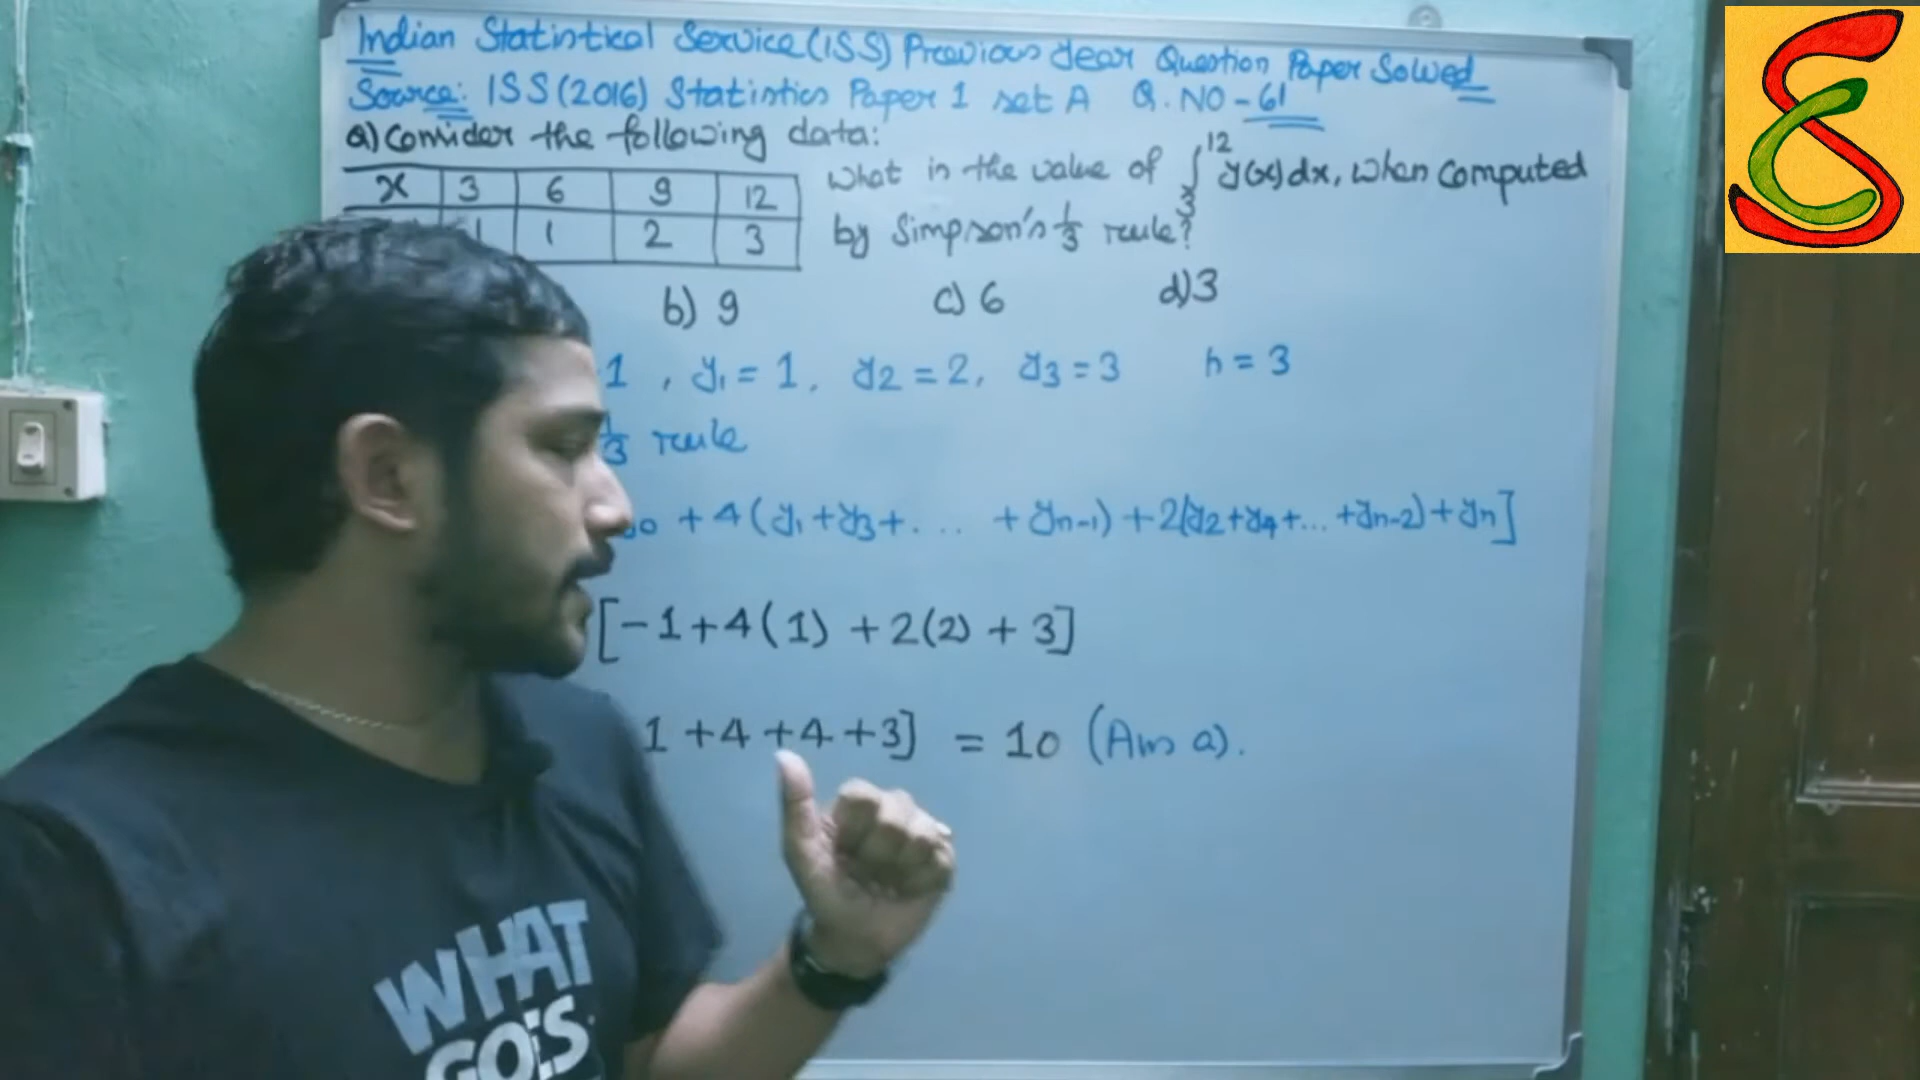 Indian Statistical Service (ISS) Previous Year Question Paper Solved
Source: ISS (2016) Statistics Paper 1 set A Q. NO - 61
Q) Consider the following data:
x 3 6 9 12
1 1 2 3
What is the value of ∫₃¹² y(x)dx, when computed
by Simpson's 1/3 rule?
b) 9 c) 6 d) 3
1, y₁ = 1, y₂ = 2, y₃ = 3 h = 3
1/3 rule
y₀ + 4(y₁+y₃+.... +yn-1) + 2(y₂+y₄+... +yn-2) + yn]
[-1+4(1) + 2(2) + 3]
1 +4 +4 +3] = 10 (Ans a).
WHAT
GOES